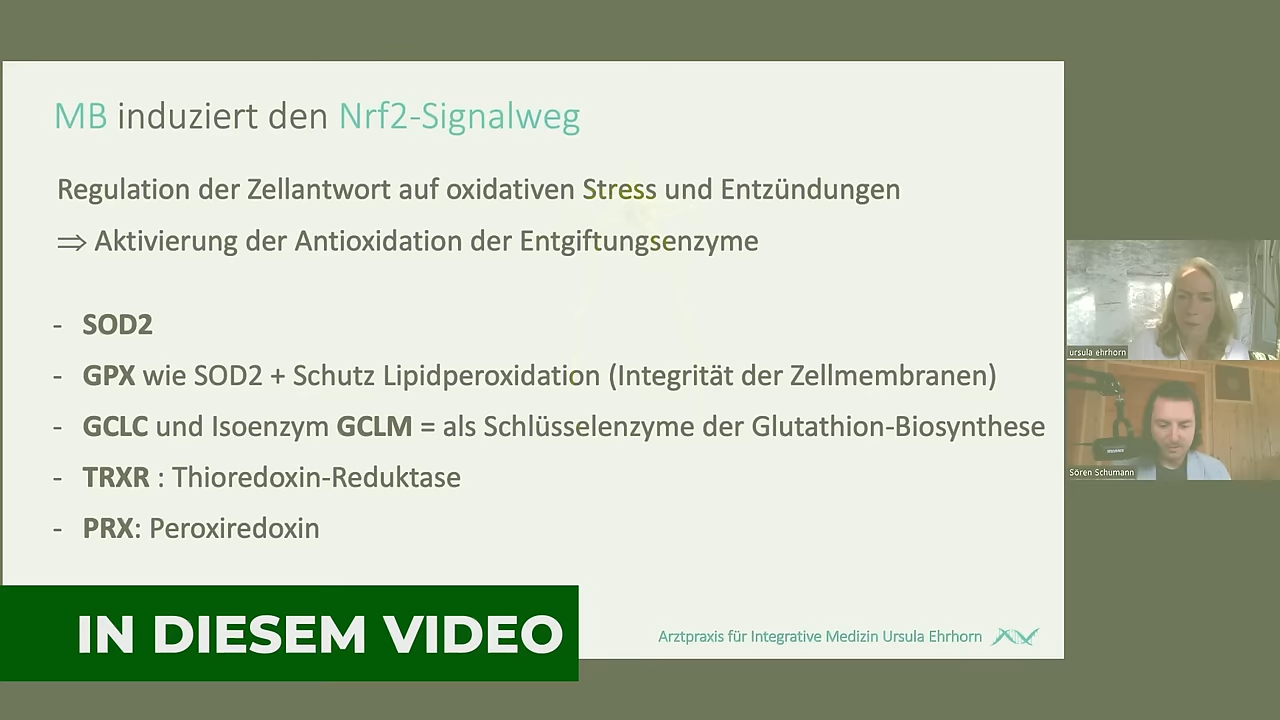 MB induziert den Nrf2-Signalweg
Regulation der Zellantwort auf oxidativen Stress und Entzündungen
⇒ Aktivierung der Antioxidation der Entgiftungsenzyme
- SOD2
- GPX wie SOD2 + Schutz Lipidperoxidation (Integrität der Zellmembranen)
- GCLC und Isoenzym GCLM = als Schlüsselenzyme der Glutathion-Biosynthese
- TRXR : Thioredoxin-Reduktase
- PRX: Peroxiredoxin
IN DIESEM VIDEO
Arztpraxis für Integrative Medizin Ursula Ehrhorn
ursula ehrhorn
Sören Schumann